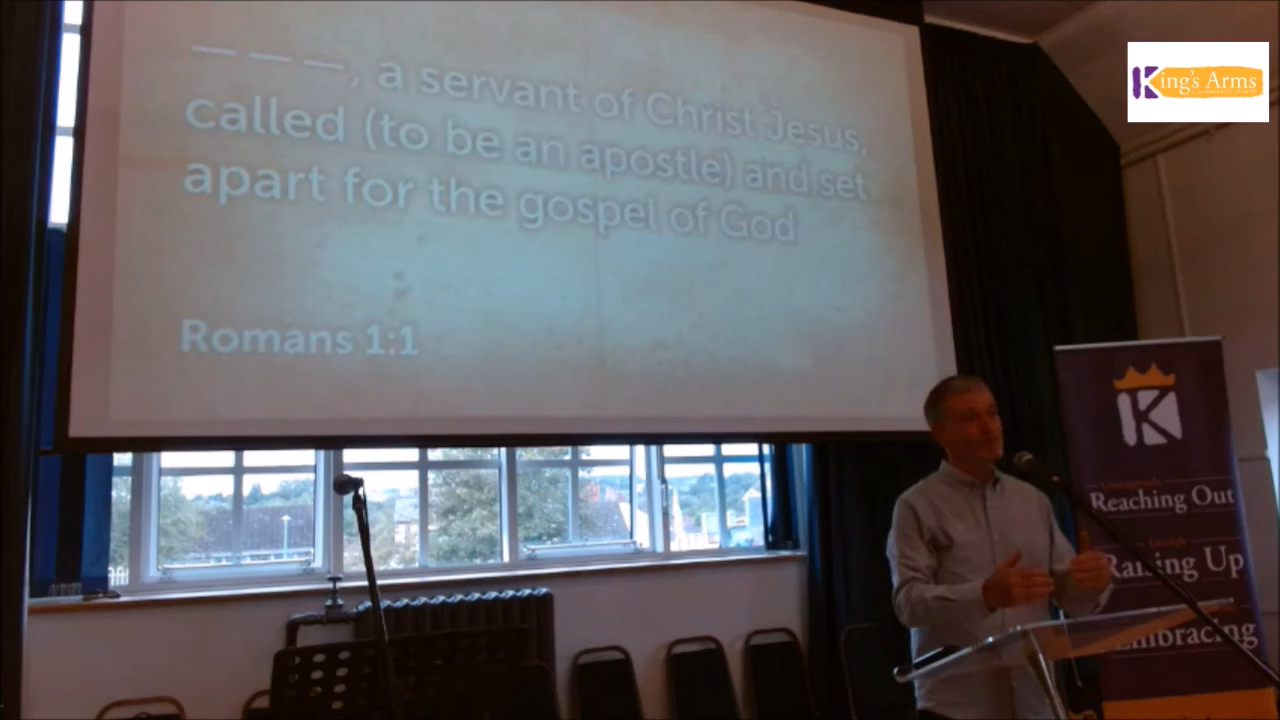 _ _ _, a servant of Christ Jesus,
called (to be an apostle) and set
apart for the gospel of God
Romans 1:1
King's Arms
K
Reaching Out
Raising Up
Embracing